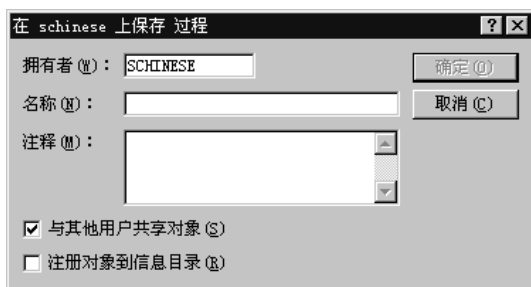 在 schinese 上保存 过程
拥有者(W): SCHINESE
确定(O)
名称(N):
取消(C)
注释(M):
与其他用户共享对象(S)
注册对象到信息目录(R)